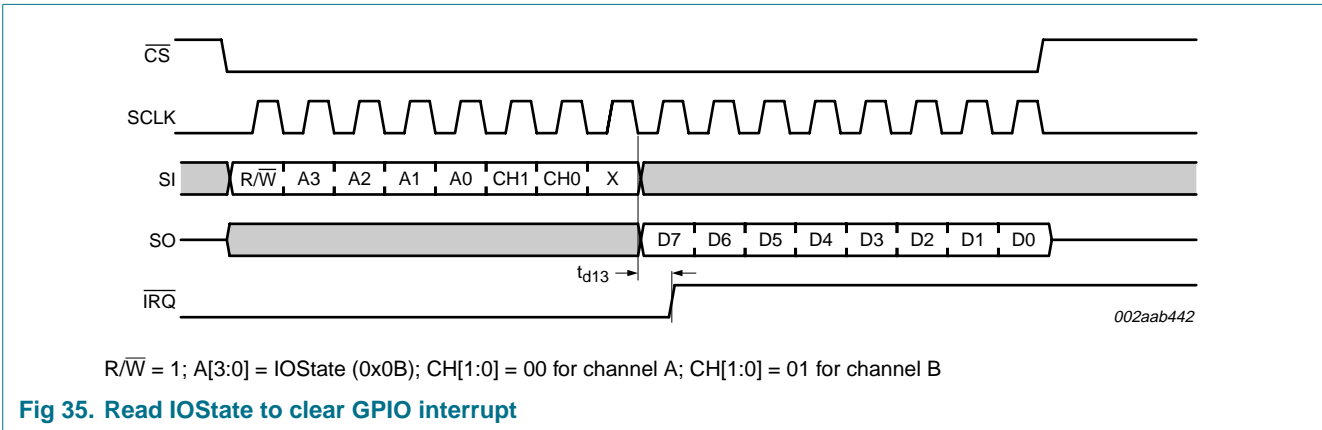 CS
SCLK
SI R/W A3 A2 A1 A0 CH1 CH0 X
SO D7 D6 D5 D4 D3 D2 D1 D0
td13
IRQ
002aab442
R/W = 1; A[3:0] = IOState (0x0B); CH[1:0] = 00 for channel A; CH[1:0] = 01 for channel B
Fig 35. Read IOState to clear GPIO interrupt